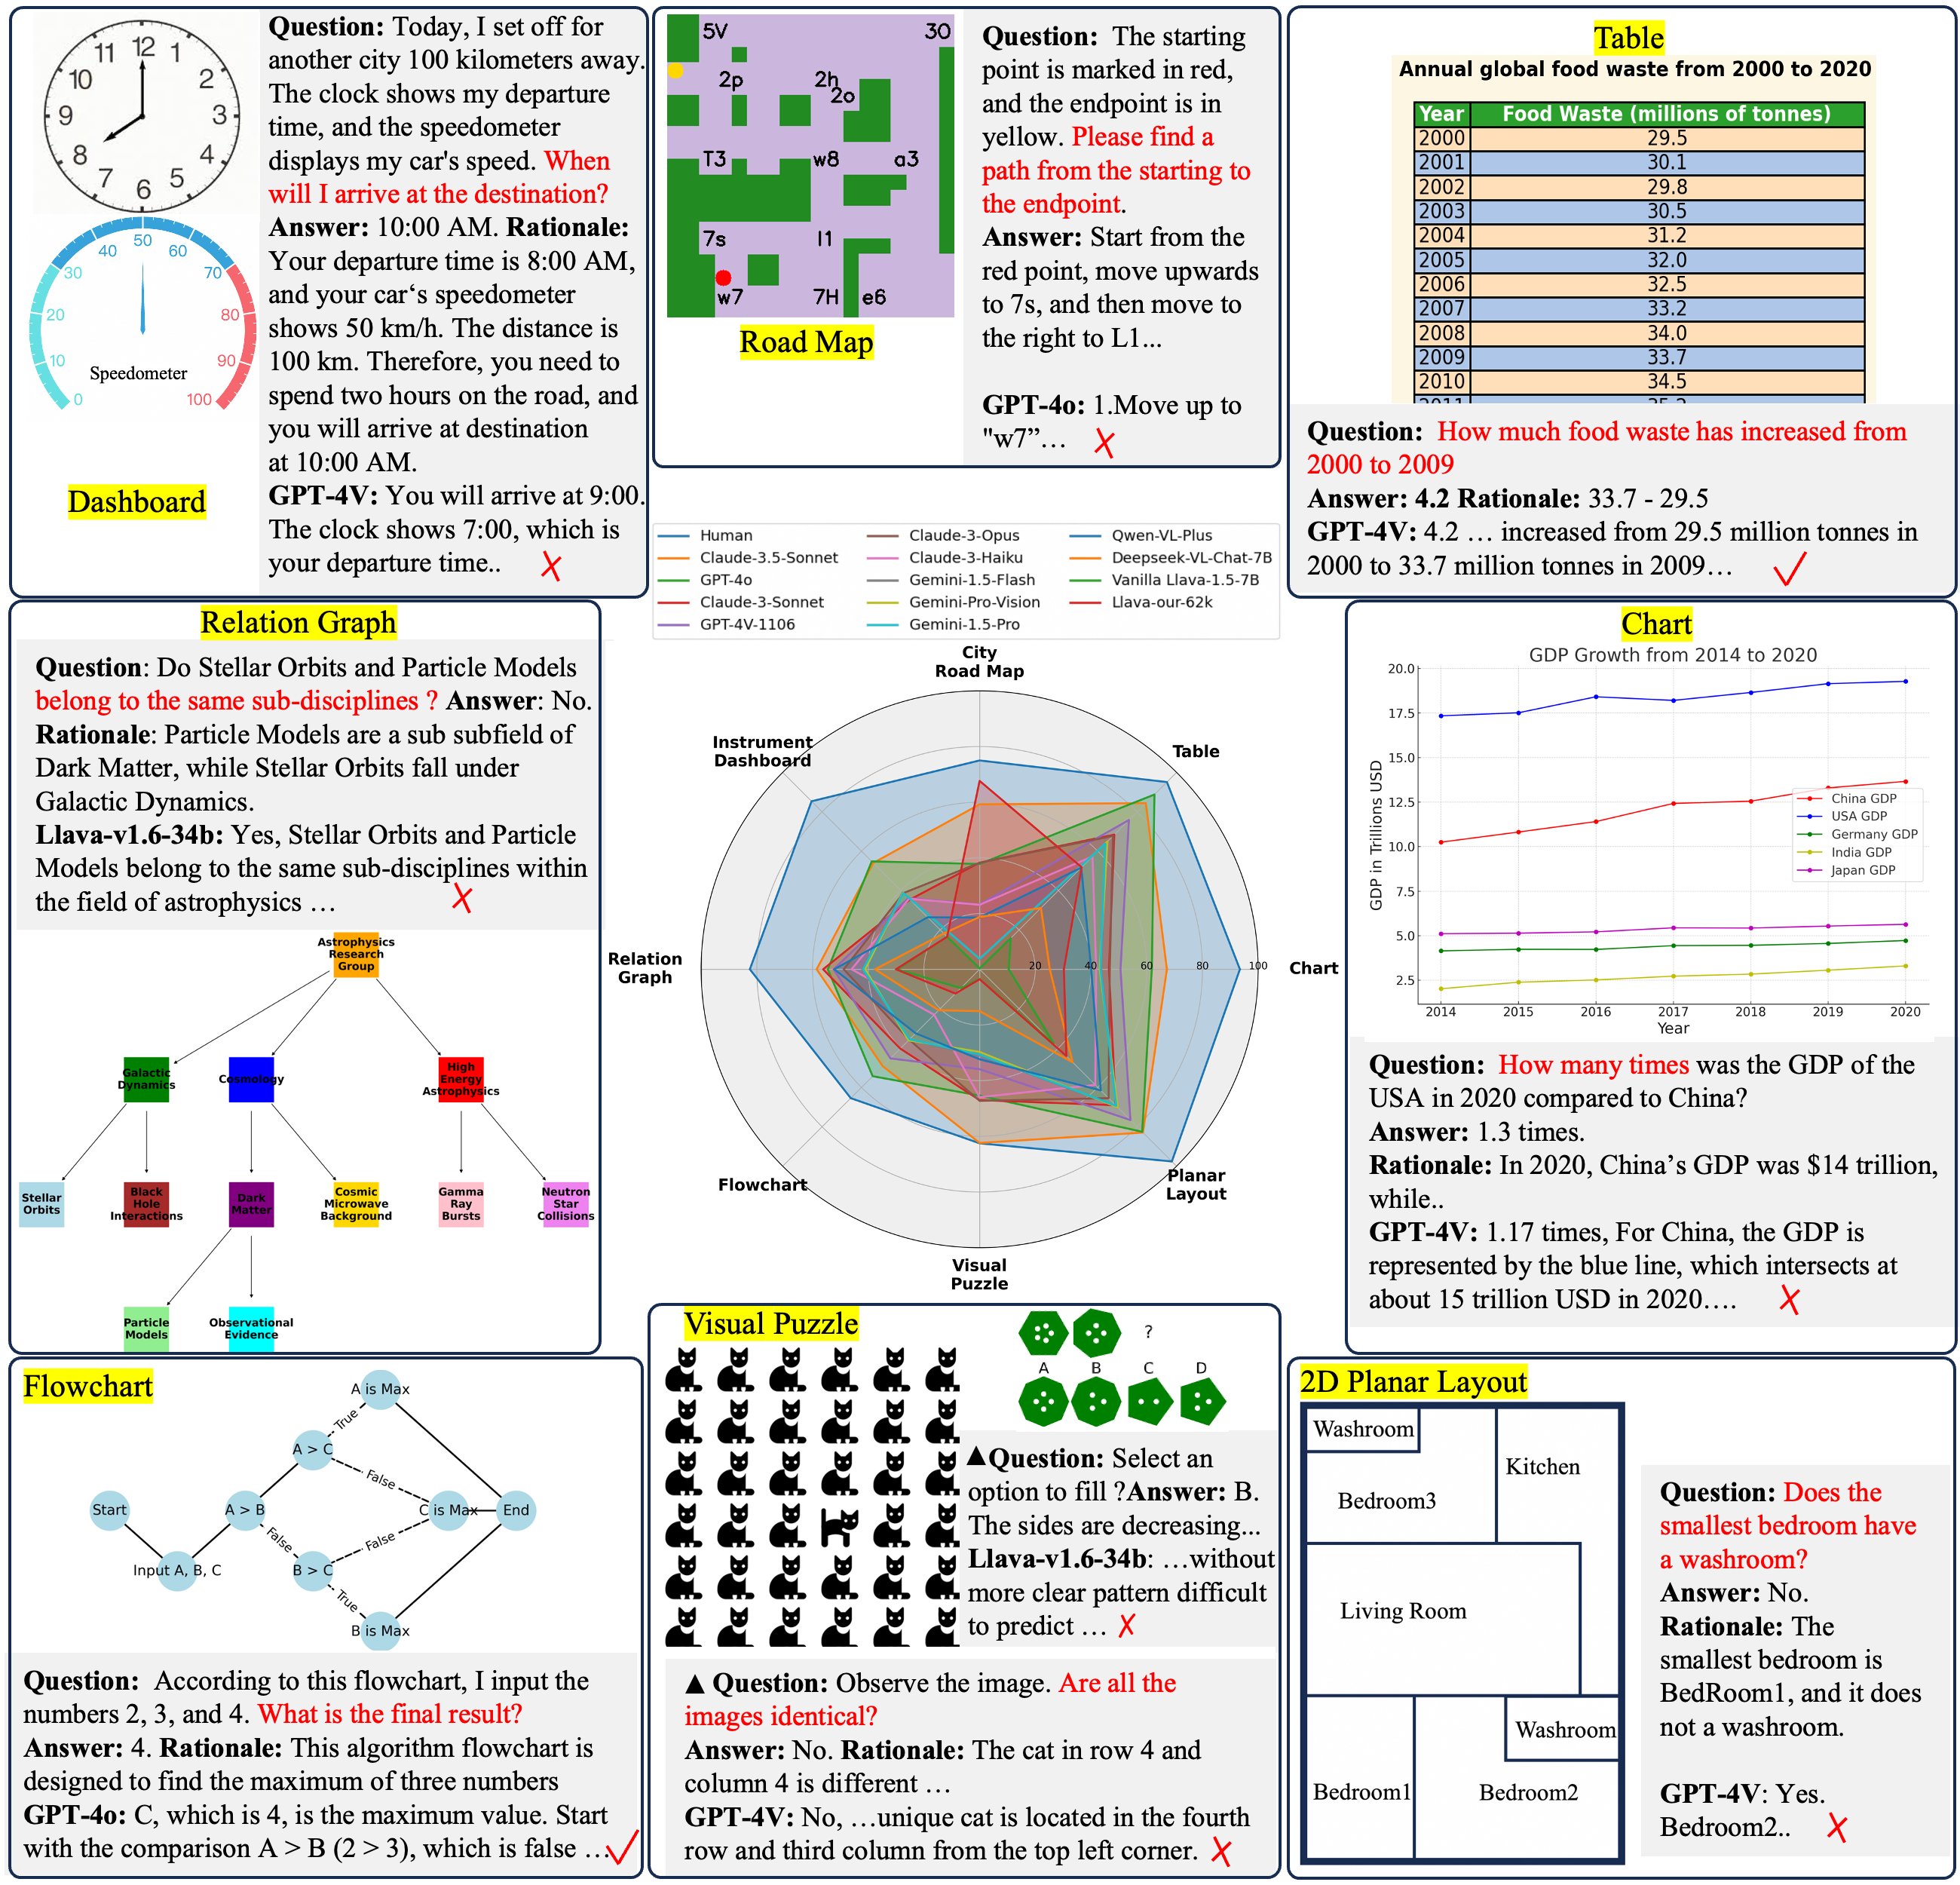 12
11
1
10
2
9
3
8
4
7
5
6
50
40
60
30
70
20
80
10
90
Speedometer
0
100
Dashboard
Question: Today, I set off for
another city 100 kilometers away.
The clock shows my departure
time, and the speedometer
displays my car's speed. When
will I arrive at the destination?
Answer: 10:00 AM. Rationale:
Your departure time is 8:00 AM,
and your car‘s speedometer
shows 50 km/h. The distance is
100 km. Therefore, you need to
spend two hours on the road, and
you will arrive at destination
at 10:00 AM.
GPT-4V: You will arrive at 9:00.
The clock shows 7:00, which is
your departure time..
5V
30
2p
2h
2o
T3
w8
a3
7s
l1
w7
7H
e6
Road Map
Question: The starting
point is marked in red,
and the endpoint is in
yellow. Please find a
path from the starting to
the endpoint.
Answer: Start from the
red point, move upwards
to 7s, and then move to
the right to L1...
GPT-4o: 1.Move up to
"w7”…
Table
Annual global food waste from 2000 to 2020
Year Food Waste (millions of tonnes)
2000 29.5
2001 30.1
2002 29.8
2003 30.5
2004 31.2
2005 32.0
2006 32.5
2007 33.2
2008 34.0
2009 33.7
2010 34.5
2011 35.2
Question: How much food waste has increased from
2000 to 2009
Answer: 4.2 Rationale: 33.7 - 29.5
GPT-4V: 4.2 … increased from 29.5 million tonnes in
2000 to 33.7 million tonnes in 2009…
Human Claude-3-Opus Qwen-VL-Plus
Claude-3.5-Sonnet Claude-3-Haiku Deepseek-VL-Chat-7B
GPT-4o Gemini-1.5-Flash Vanilla Llava-1.5-7B
Claude-3-Sonnet Gemini-Pro-Vision Llava-our-62k
GPT-4V-1106 Gemini-1.5-Pro
City
Road Map
Instrument
Dashboard
Table
Relation
Graph
20 40 60 80 100
Chart
Flowchart
Planar
Layout
Visual
Puzzle
Relation Graph
Question: Do Stellar Orbits and Particle Models
belong to the same sub-disciplines ? Answer: No.
Rationale: Particle Models are a sub subfield of
Dark Matter, while Stellar Orbits fall under
Galactic Dynamics.
Llava-v1.6-34b: Yes, Stellar Orbits and Particle
Models belong to the same sub-disciplines within
the field of astrophysics …
Astrophysics
Research
Group
Galactic
Dynamics
Cosmology
High
Energy
Astrophysics
Stellar
Orbits
Black
Hole
Interactions
Dark
Matter
Cosmic
Microwave
Background
Gamma
Ray
Bursts
Neutron
Star
Collisions
Particle
Models
Observational
Evidence
Chart
GDP Growth from 2014 to 2020
GDP in Trillions USD
20.0
17.5
15.0
12.5
10.0
7.5
5.0
2.5
China GDP
USA GDP
Germany GDP
India GDP
Japan GDP
2014 2015 2016 2017 2018 2019 2020
Year
Question: How many times was the GDP of the
USA in 2020 compared to China?
Answer: 1.3 times.
Rationale: In 2020, China’s GDP was $14 trillion,
while..
GPT-4V: 1.17 times, For China, the GDP is
represented by the blue line, which intersects at
about 15 trillion USD in 2020….
Flowchart
A is Max
True
A > C
False
Start
A > B
C is Max
End
False
False
Input A, B, C
B > C
True
B is Max
Question: According to this flowchart, I input the
numbers 2, 3, and 4. What is the final result?
Answer: 4. Rationale: This algorithm flowchart is
designed to find the maximum of three numbers
GPT-4o: C, which is 4, is the maximum value. Start
with the comparison A > B (2 > 3), which is false …
Visual Puzzle
?
A B C D
▲Question: Select an
option to fill ?Answer: B.
The sides are decreasing...
Llava-v1.6-34b: …without
more clear pattern difficult
to predict …
▲ Question: Observe the image. Are all the
images identical?
Answer: No. Rationale: The cat in row 4 and
column 4 is different …
GPT-4V: No, …unique cat is located in the fourth
row and third column from the top left corner.
2D Planar Layout
Washroom
Kitchen
Bedroom3
Living Room
Washroom
Bedroom1
Bedroom2
Question: Does the
smallest bedroom have
a washroom?
Answer: No.
Rationale: The
smallest bedroom is
BedRoom1, and it does
not a washroom.
GPT-4V: Yes.
Bedroom2..